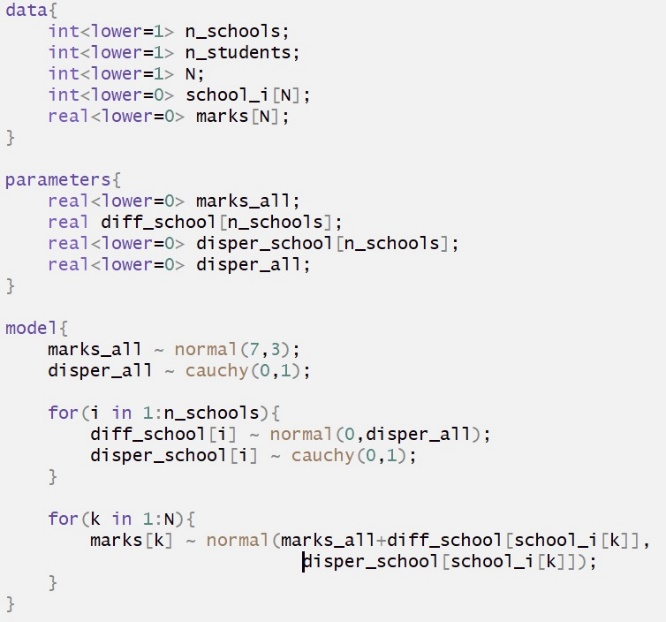 data{
    int<lower=1> n_schools;
    int<lower=1> n_students;
    int<lower=1> N;
    int<lower=0> school_i[N];
    real<lower=0> marks[N];
}

parameters{
    real<lower=0> marks_all;
    real diff_school[n_schools];
    real<lower=0> disper_school[n_schools];
    real<lower=0> disper_all;
}

model{
    marks_all ~ normal(7,3);
    disper_all ~ cauchy(0,1);

    for(i in 1:n_schools){
        diff_school[i] ~ normal(0,disper_all);
        disper_school[i] ~ cauchy(0,1);
    }

    for(k in 1:N){
        marks[k] ~ normal(marks_all+diff_school[school_i[k]],
                            disper_school[school_i[k]]);
    }
}